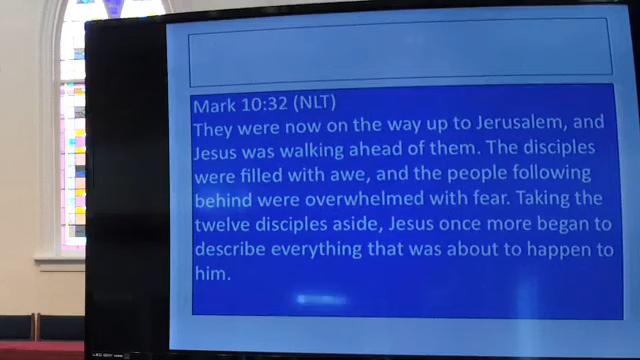 Mark 10:32 (NLT)
They were now on the way up to Jerusalem, and
Jesus was walking ahead of them. The disciples
were filled with awe, and the people following
behind were overwhelmed with fear. Taking the
twelve disciples aside, Jesus once more began to
describe everything that was about to happen to
him.